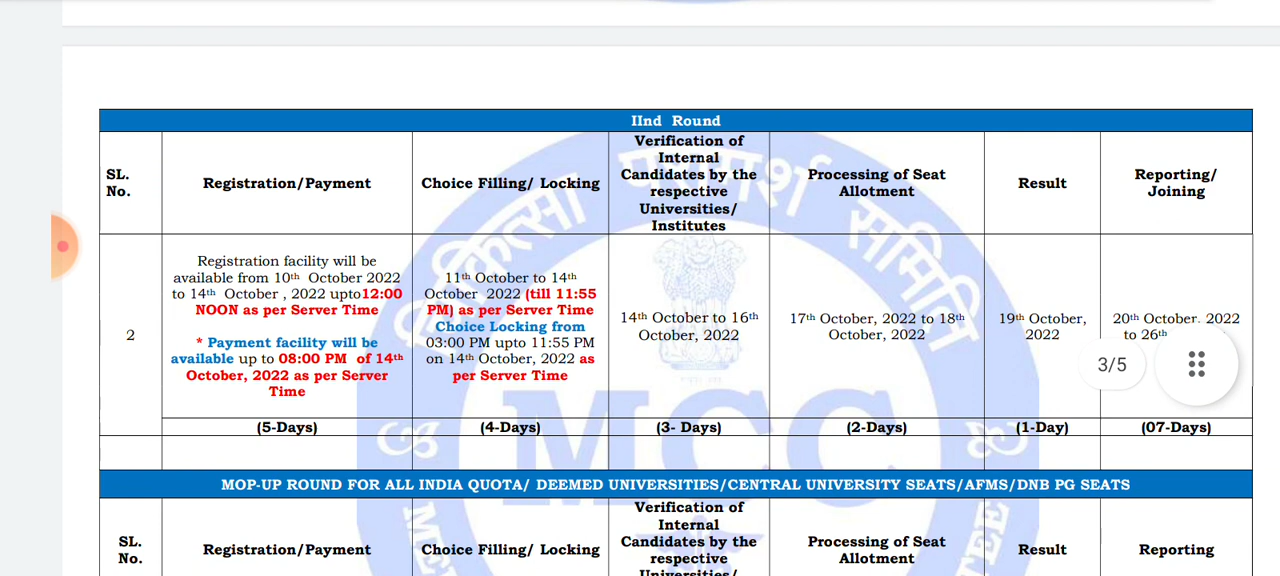 IInd Round
SL.
No.
Registration/Payment
Choice Filling/ Locking
Verification of
Internal
Candidates by the
respective
Universities/
Institutes
Processing of Seat
Allotment
Result
Reporting/
Joining
2
Registration facility will be
available from 10th October 2022
to 14th October , 2022 upto12:00
NOON as per Server Time
* Payment facility will be
available up to 08:00 PM of 14th
October, 2022 as per Server
Time
11th October to 14th
October 2022 (till 11:55
PM) as per Server Time
Choice Locking from
03:00 PM upto 11:55 PM
on 14th October, 2022 as
per Server Time
14th October to 16th
October, 2022
17th October, 2022 to 18th
October, 2022
19th October,
2022
20th October. 2022
to 26th
3/5
(5-Days)
(4-Days)
(3- Days)
(2-Days)
(1-Day)
(07-Days)
MOP-UP ROUND FOR ALL INDIA QUOTA/ DEEMED UNIVERSITIES/CENTRAL UNIVERSITY SEATS/AFMS/DNB PG SEATS
SL.
No.
Registration/Payment
Choice Filling/ Locking
Verification of
Internal
Candidates by the
respective
Universities/
Processing of Seat
Allotment
Result
Reporting
चिकित्सा परामर्श समिति
MCC